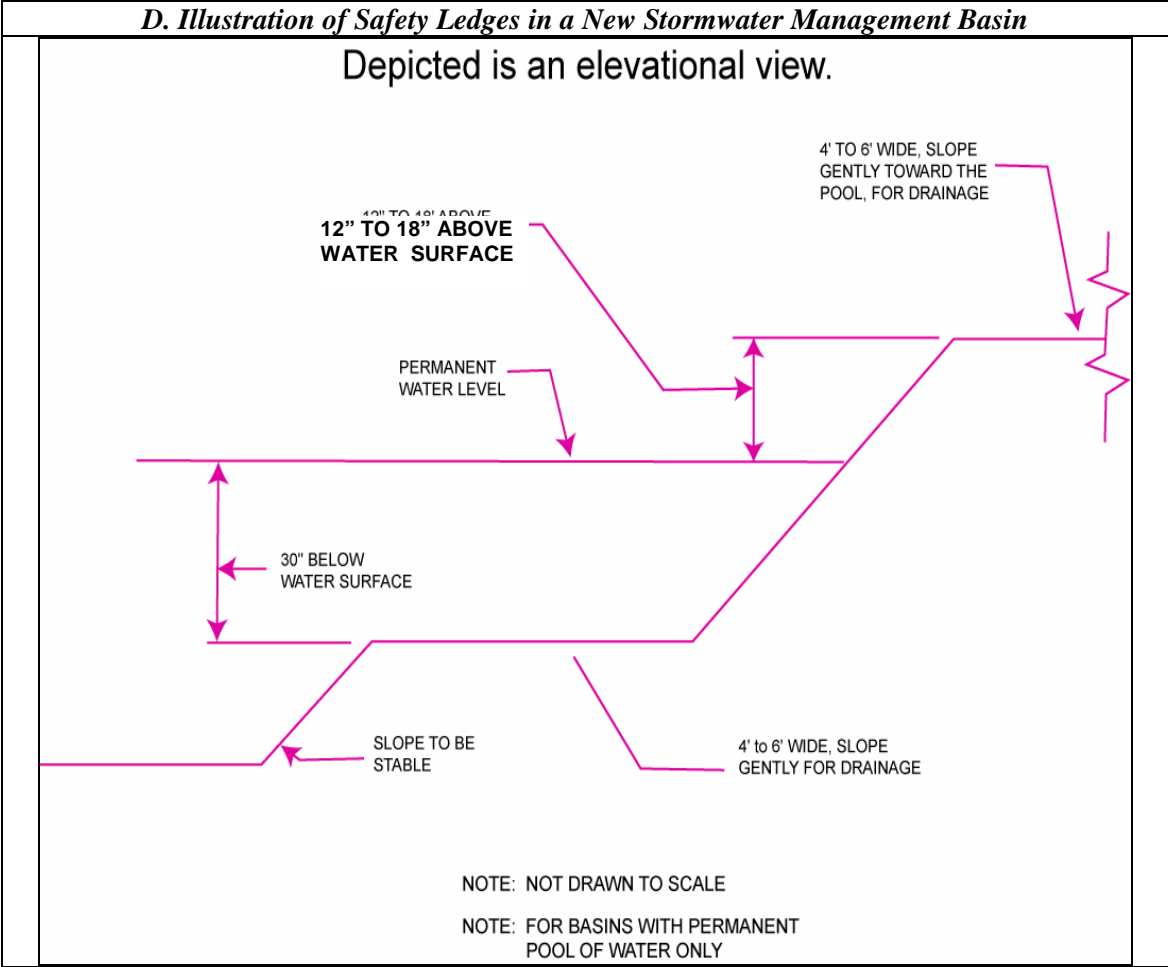 D. Illustration of Safety Ledges in a New Stormwater Management Basin
Depicted is an elevational view.
4' TO 6' WIDE, SLOPE
GENTLY TOWARD THE
POOL, FOR DRAINAGE
12” TO 18” ABOVE
WATER SURFACE
PERMANENT
WATER LEVEL
30" BELOW
WATER SURFACE
SLOPE TO BE
STABLE
4' to 6' WIDE, SLOPE
GENTLY FOR DRAINAGE
NOTE: NOT DRAWN TO SCALE
NOTE: FOR BASINS WITH PERMANENT
POOL OF WATER ONLY